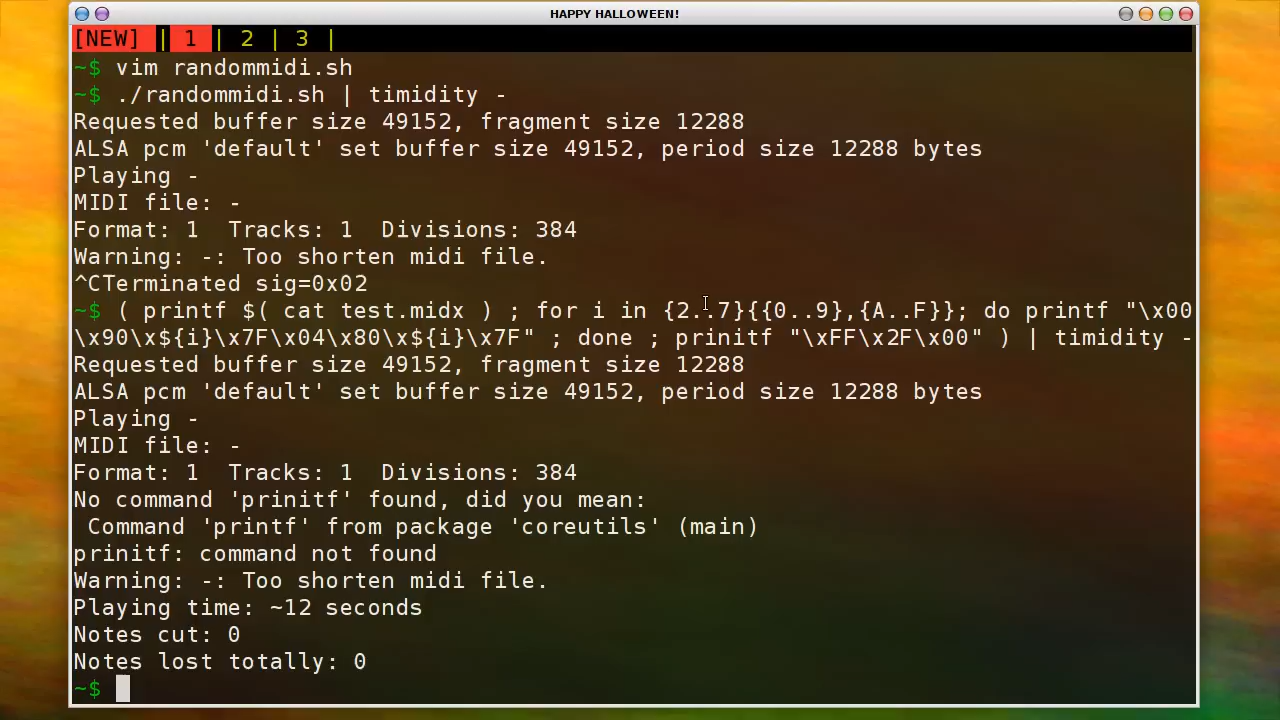 HAPPY HALLOWEEN!
[NEW] | 1 | 2 | 3 |
~$ vim randommidi.sh
~$ ./randommidi.sh | timidity -
Requested buffer size 49152, fragment size 12288
ALSA pcm 'default' set buffer size 49152, period size 12288 bytes
Playing -
MIDI file: -
Format: 1  Tracks: 1  Divisions: 384
Warning: -: Too shorten midi file.
^CTerminated sig=0x02
~$ ( printf $( cat test.midx ) ; for i in {2..7}{{0..9},{A..F}}; do printf "\x00
\x90\x${i}\x7F\x04\x80\x${i}\x7F" ; done ; prinitf "\xFF\x2F\x00" ) | timidity -
Requested buffer size 49152, fragment size 12288
ALSA pcm 'default' set buffer size 49152, period size 12288 bytes
Playing -
MIDI file: -
Format: 1  Tracks: 1  Divisions: 384
No command 'prinitf' found, did you mean:
 Command 'printf' from package 'coreutils' (main)
prinitf: command not found
Warning: -: Too shorten midi file.
Playing time: ~12 seconds
Notes cut: 0
Notes lost totally: 0
~$